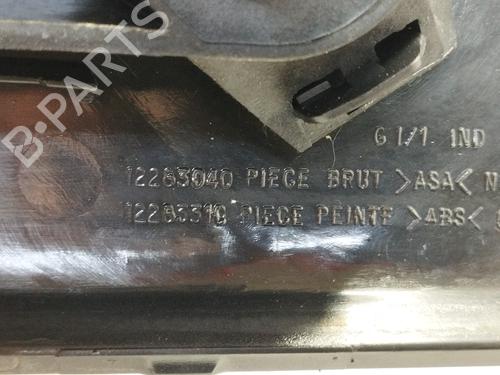 B-PARTS
G 1/1 IND
12263040 PIECE BRUT >ASA< N
12263310 PIECE PEINTE >ABS<